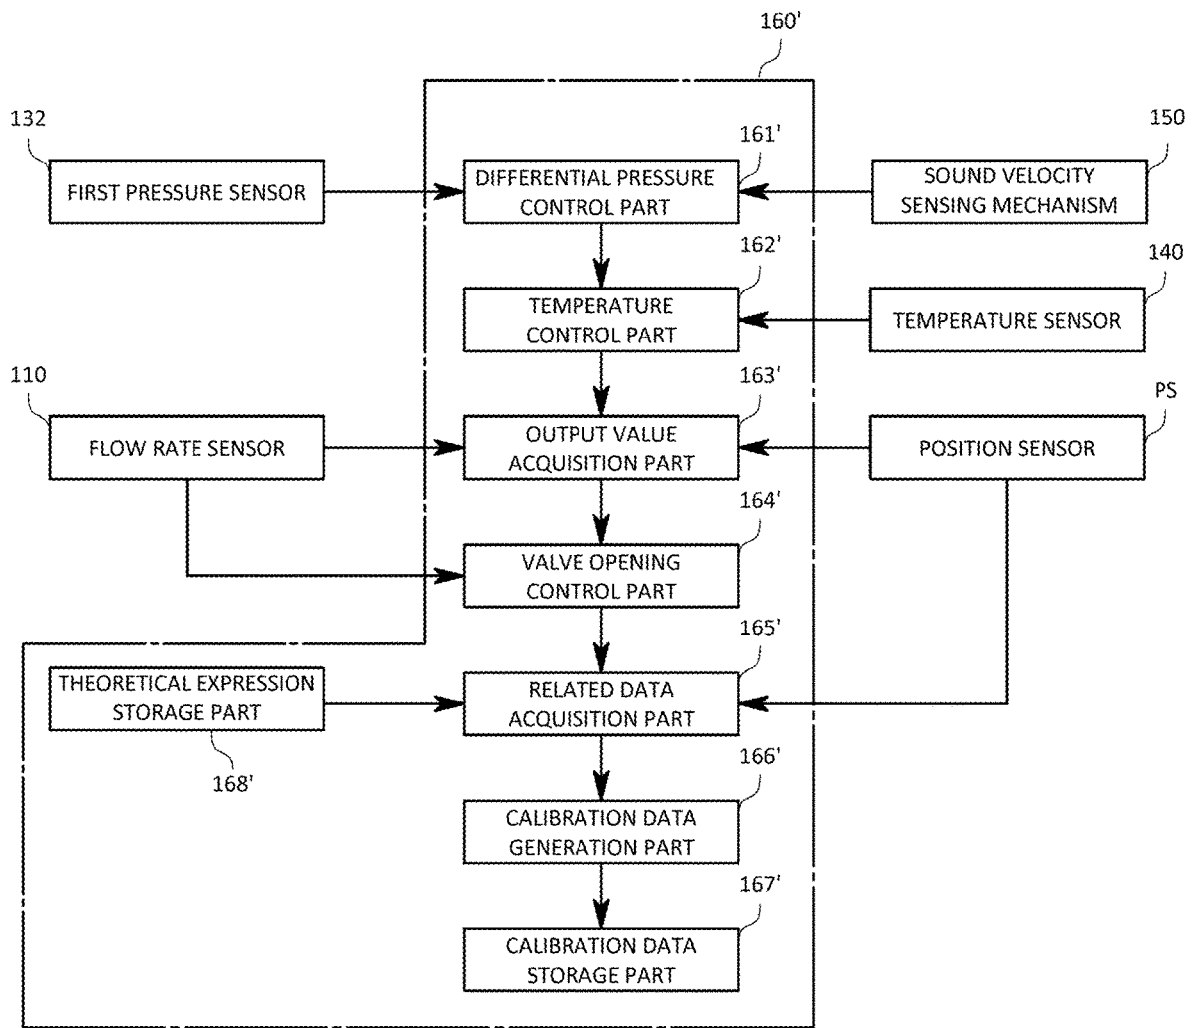 160'
132
161'
150
FIRST PRESSURE SENSOR
DIFFERENTIAL PRESSURE
CONTROL PART
SOUND VELOCITY
SENSING MECHANISM
162'
140
TEMPERATURE
CONTROL PART
TEMPERATURE SENSOR
110
163'
PS
FLOW RATE SENSOR
OUTPUT VALUE
ACQUISITION PART
POSITION SENSOR
164'
VALVE OPENING
CONTROL PART
165'
THEORETICAL EXPRESSION
STORAGE PART
RELATED DATA
ACQUISITION PART
168'
166'
CALIBRATION DATA
GENERATION PART
167'
CALIBRATION DATA
STORAGE PART